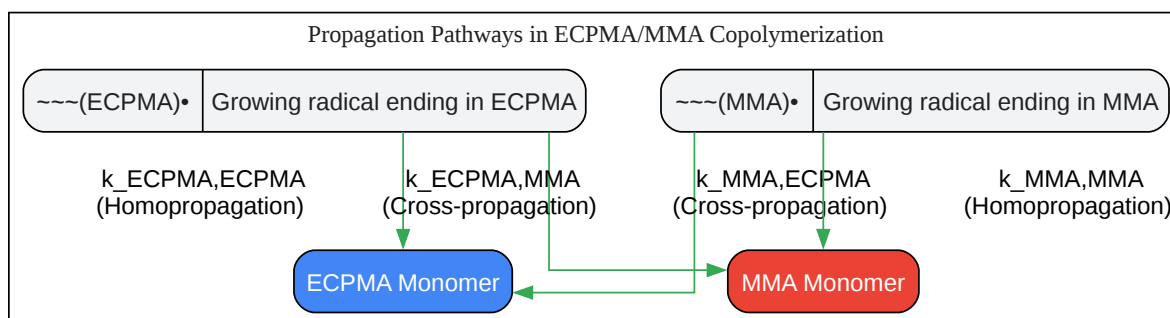 Propagation Pathways in ECPMA/MMA Copolymerization
~~~(ECPMA)•
Growing radical ending in ECPMA
~~~(MMA)•
Growing radical ending in MMA
k_ECPMA,ECPMA
(Homopropagation)
k_ECPMA,MMA
(Cross-propagation)
k_MMA,ECPMA
(Cross-propagation)
k_MMA,MMA
(Homopropagation)
ECPMA Monomer
MMA Monomer